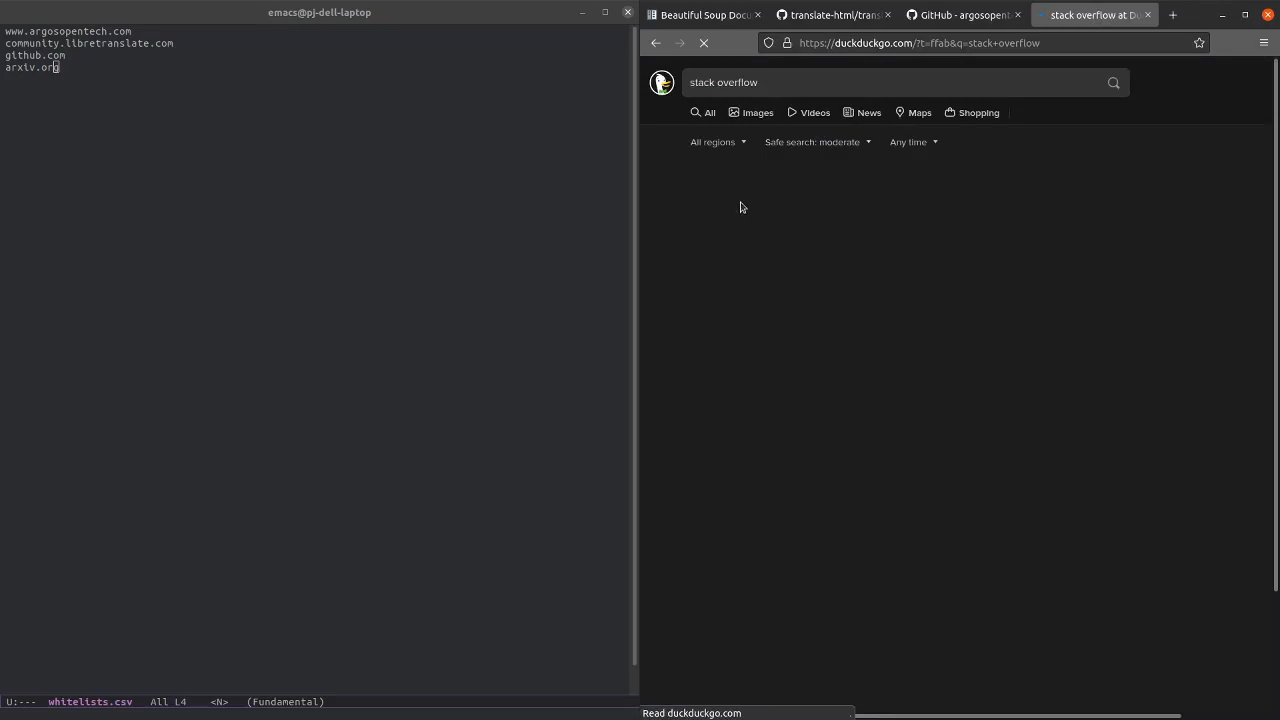 emacs@pj-dell-laptop
www.argosopentech.com
community.libretranslate.com
github.com
arxiv.org
U:--- whitelists.csv All L4 <N> (Fundamental)
Beautiful Soup Docu
translate-html/trans
GitHub - argosopent
stack overflow at Du
https://duckduckgo.com/?t=ffab&q=stack+overflow
stack overflow
All Images Videos News Maps Shopping
All regions Safe search: moderate Any time
Read duckduckgo.com